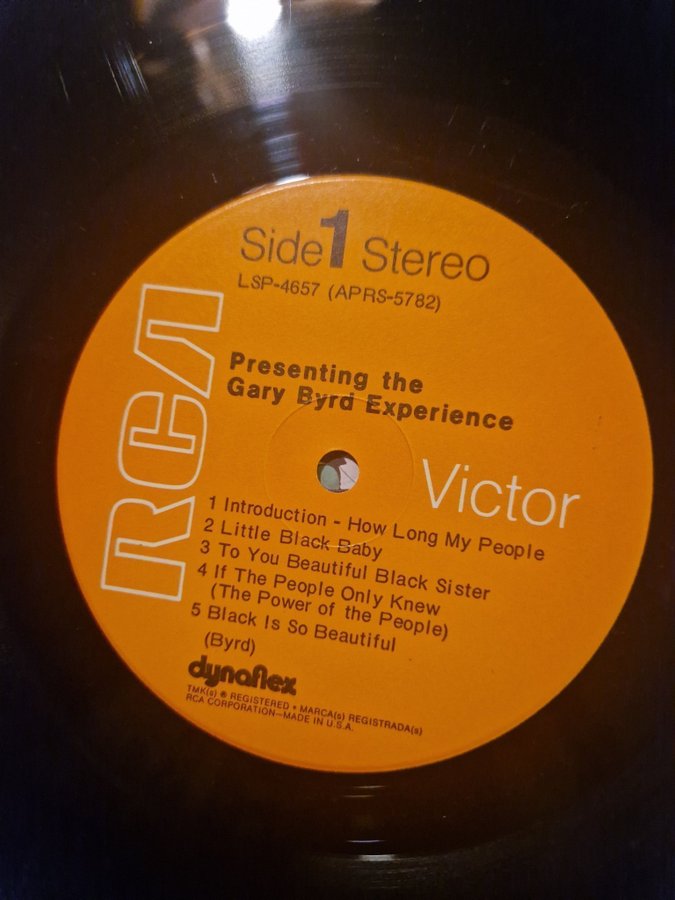 Side 1 Stereo
LSP-4657 (APRS-5782)
RCA
Presenting the
Gary Byrd Experience
Victor
1 Introduction - How Long My People
2 Little Black Baby
3 To You Beautiful Black Sister
4 If The People Only Knew
(The Power of the People)
5 Black Is So Beautiful
(Byrd)
dynaflex
TMK(s) ® REGISTERED • MARCA(s) REGISTRADA(s)
RCA CORPORATION—MADE IN U.S.A.